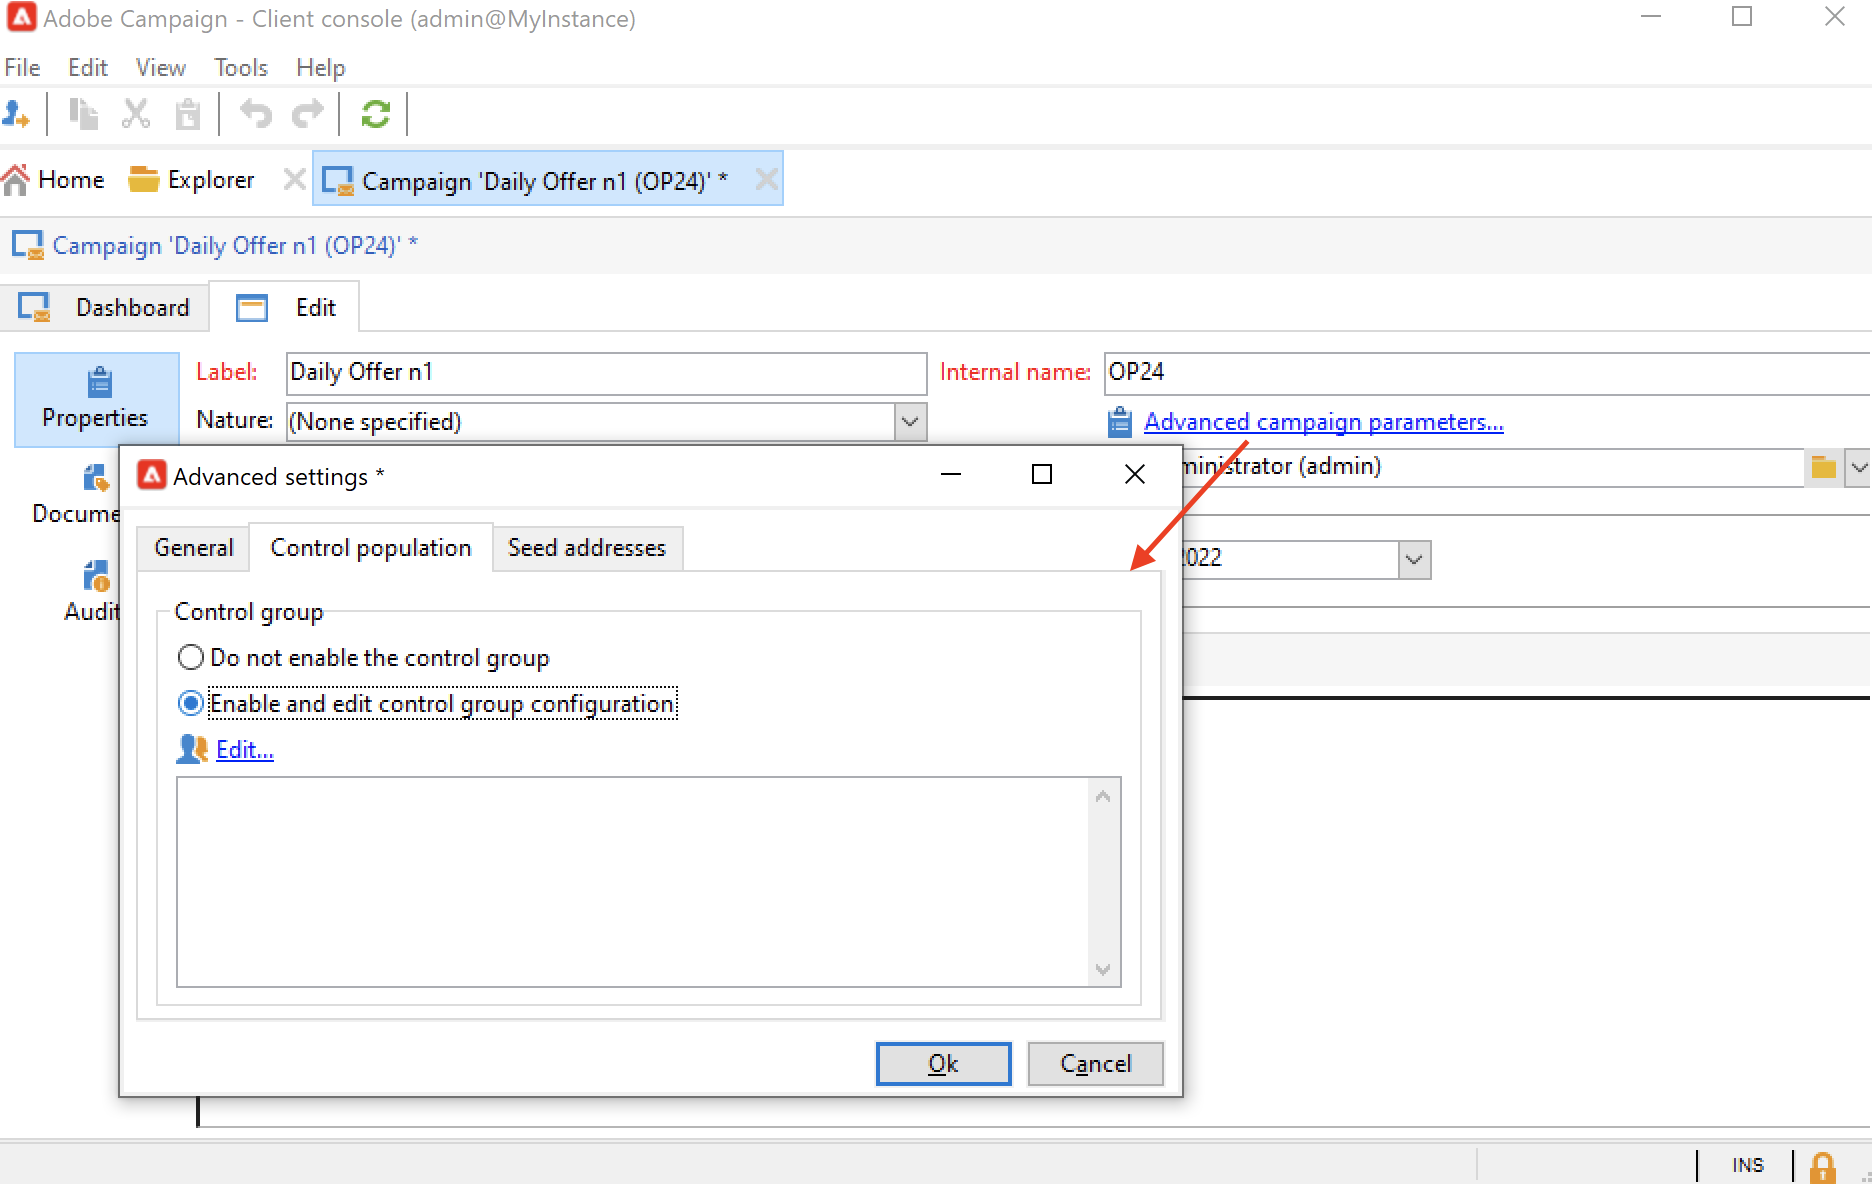 Adobe Campaign - Client console (admin@MyInstance)
File Edit View Tools Help
Home Explorer Campaign 'Daily Offer n1 (OP24)' *
Campaign 'Daily Offer n1 (OP24)' *
Dashboard Edit
Label: Daily Offer n1 Internal name: OP24
Properties Nature: (None specified) Advanced campaign parameters...
ministrator (admin)
Advanced settings *
Docume
General Control population Seed addresses
2022
Audit
Control group
Do not enable the control group
Enable and edit control group configuration
Edit...
Ok Cancel
INS